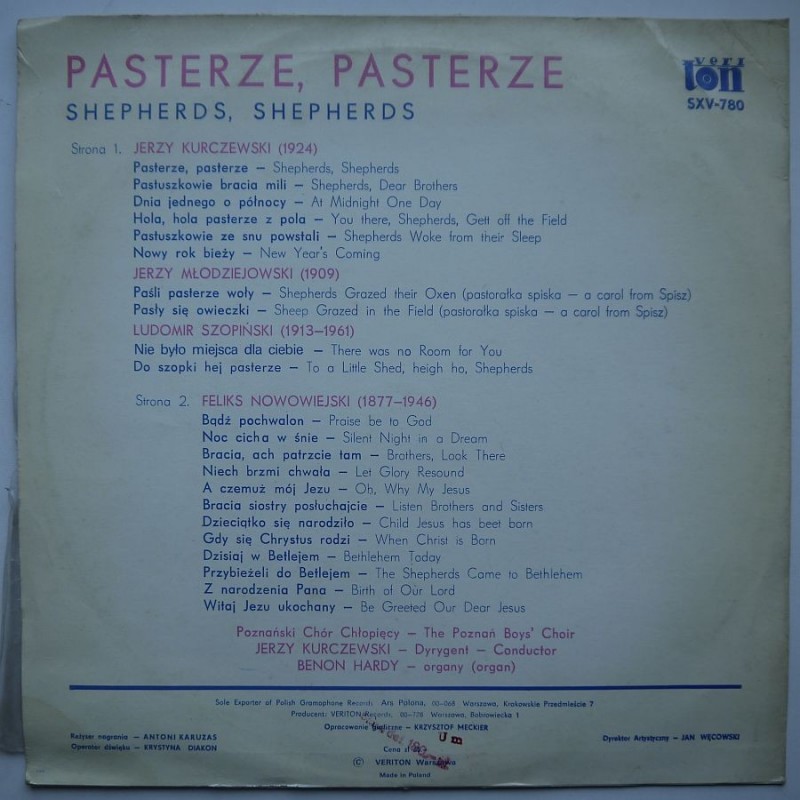 PASTERZE, PASTERZE
veri
ton
SHEPHERDS, SHEPHERDS
SXV-780
Strona 1. JERZY KURCZEWSKI (1924)
Pasterze, pasterze — Shepherds, Shepherds
Pastuszkowie bracia mili — Shepherds, Dear Brothers
Dnia jednego o północy — At Midnight One Day
Hola, hola pasterze z pola — You there, Shepherds, Gett off the Field
Pastuszkowie ze snu powstali — Shepherds Woke from their Sleep
Nowy rok bieży — New Year's Coming
JERZY MŁODZIEJOWSKI (1909)
Paśli pasterze woły — Shepherds Grazed their Oxen (pastorałka spiska — a carol from Spisz)
Pasły się owieczki — Sheep Grazed in the Field (pastorałka spiska — a carol from Spisz)
LUDOMIR SZOPIŃSKI (1913—1961)
Nie było miejsca dla ciebie — There was no Room for You
Do szopki hej pasterze — To a Little Shed, heigh ho, Shepherds
Strona 2. FELIKS NOWOWIEJSKI (1877—1946)
Bądź pochwalon — Praise be to God
Noc cicha w śnie — Silent Night in a Dream
Bracia, ach patrzcie tam — Brothers, Look There
Niech brzmi chwała — Let Glory Resound
A czemuż mój Jezu — Oh, Why My Jesus
Bracia siostry posłuchajcie — Listen Brothers and Sisters
Dzieciątko się narodziło — Child Jesus has beet born
Gdy się Chrystus rodzi — When Christ is Born
Dzisiaj w Betlejem — Bethlehem Today
Przybieżeli do Betlejem — The Shepherds Came to Bethlehem
Z narodzenia Pana — Birth of Our Lord
Witaj Jezu ukochany — Be Greeted Our Dear Jesus
Poznański Chór Chłopięcy — The Poznań Boys' Choir
JERZY KURCZEWSKI — Dyrygent — Conductor
BENON HARDY — organy (organ)
Sole Exporter of Polish Gramophone Records Ars Polona, 00-068 Warszawa, Krakowskie Przedmieście 7
Producent: VERITON Records, 00-778 Warszawa, Bobrowiecka 1
Opracowanie graficzne — KRZYSZTOF MECKIER
Reżyser nagrania — ANTONI KARUZAS
Operator dźwięku — KRYSTYNA DIAKON
Dyrektor Artystyczny — JAN WĘCOWSKI
Cena zł
© VERITON Warszawa
Made in Poland